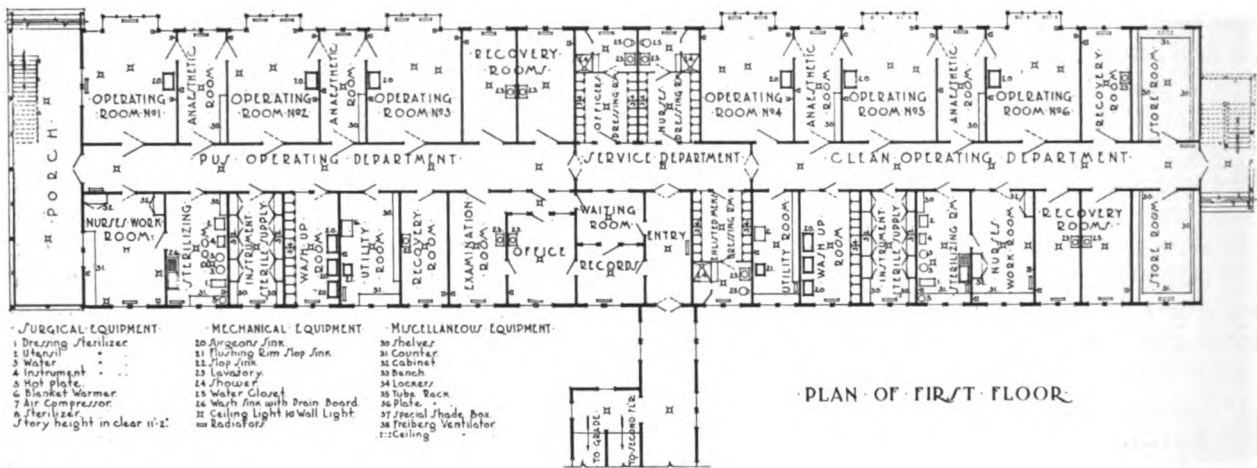 OPERATING
ROOM Nº1
ANAESTHETIC
ROOM
OPERATING
ROOM Nº2
ANAESTHETIC
ROOM
OPERATING
ROOM Nº3
RECOVERY
ROOMS
OFFICERS
DRESSING RM
NURSES
DRESSING RM
OPERATING
ROOM Nº4
ANAESTHETIC
ROOM
OPERATING
ROOM Nº5
ANAESTHETIC
ROOM
OPERATING
ROOM Nº6
RECOVERY
ROOM
STORE ROOM
PORCH
PUS OPERATING DEPARTMENT
SERVICE DEPARTMENT
CLEAN OPERATING DEPARTMENT
NURSES WORK
ROOM
STERILIZING
ROOM
INSTRUMENT
STERILE SUPPLY
WASH UP
ROOM
UTILITY
ROOM
RECOVERY
ROOM
EXAMINATION
ROOM
OFFICE
WAITING
ROOM
RECORDS
ENTRY
ENLISTED MENS
DRESSING RM
UTILITY ROOM
WASH UP
ROOM
INSTRUMENT
STERILE SUPPLY
STERILIZING RM
NURSES
WORK ROOM
RECOVERY
ROOMS
STORE ROOM
TO GRADE
TO SECOND FLR
·SURGICAL·EQUIPMENT·
1 Dressing Sterilizer
2 Utensil "
3 Water "
4 Instrument "
5 Hot plate
6 Blanket Warmer
7 Air Compressor
8 Sterilizer
Story height in clear 11'-2"
·MECHANICAL EQUIPMENT·
20 Surgeons Sink
21 Flushing Rim Slop Sink
22 Slop Sink
23 Lavatory
24 Shower
25 Water Closet
26 Wash Sink with Drain Board
Ceiling Light Wall Light
Radiators
·MISCELLANEOUS EQUIPMENT·
30 Shelves
31 Counter
32 Cabinet
33 Bench
34 Lockers
35 Tube Rack
36 Plate "
37 Special Shade Box
38 Freiberg Ventilator
Ceiling "
·PLAN OF FIRST FLOOR·